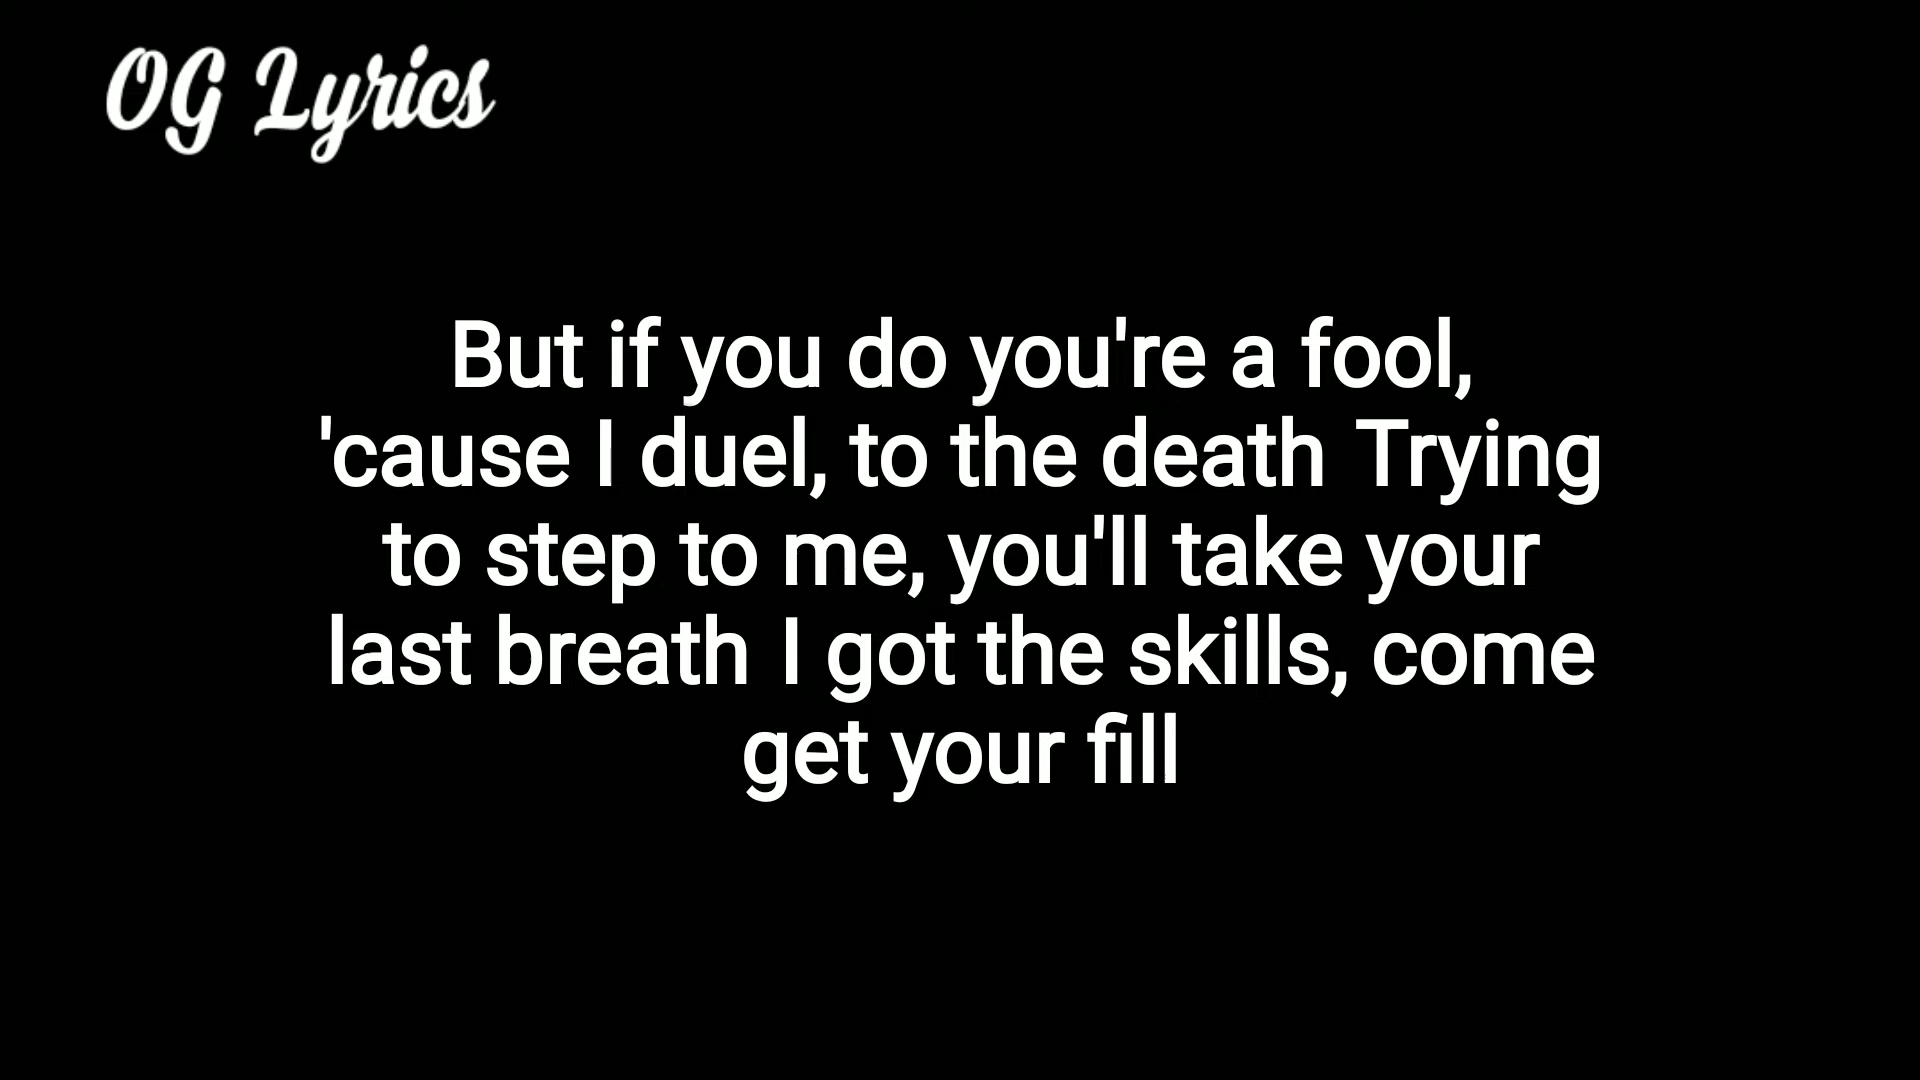 OG Lyrics
But if you do you're a fool,
'cause I duel, to the death Trying
to step to me, you'll take your
last breath I got the skills, come
get your fill